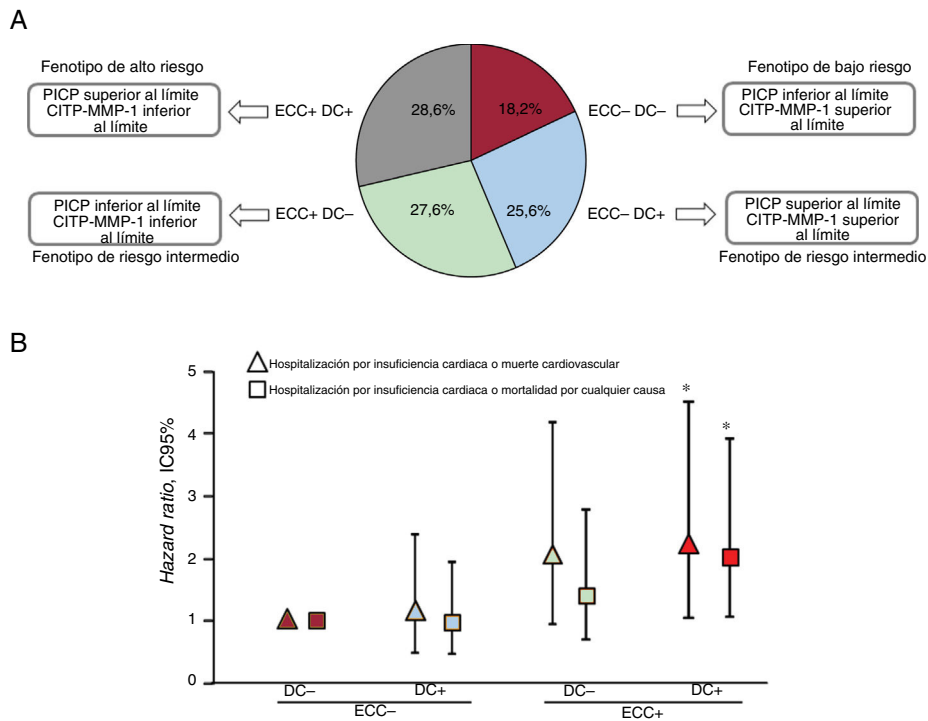 A
Fenotipo de alto riesgo
PICP superior al límite
CITP-MMP-1 inferior
al límite
ECC+ DC+
28,6%
18,2%
ECC– DC–
Fenotipo de bajo riesgo
PICP inferior al límite
CITP-MMP-1 superior
al límite
PICP inferior al límite
CITP-MMP-1 inferior
al límite
Fenotipo de riesgo intermedio
ECC+ DC–
27,6%
25,6%
ECC– DC+
PICP superior al límite
CITP-MMP-1 superior
al límite
Fenotipo de riesgo intermedio
B
Hospitalización por insuficiencia cardiaca o muerte cardiovascular
Hospitalización por insuficiencia cardiaca o mortalidad por cualquier causa
Hazard ratio, IC95%
5
4
3
2
1
0
*
*
DC–
DC+
DC–
DC+
ECC–
ECC+